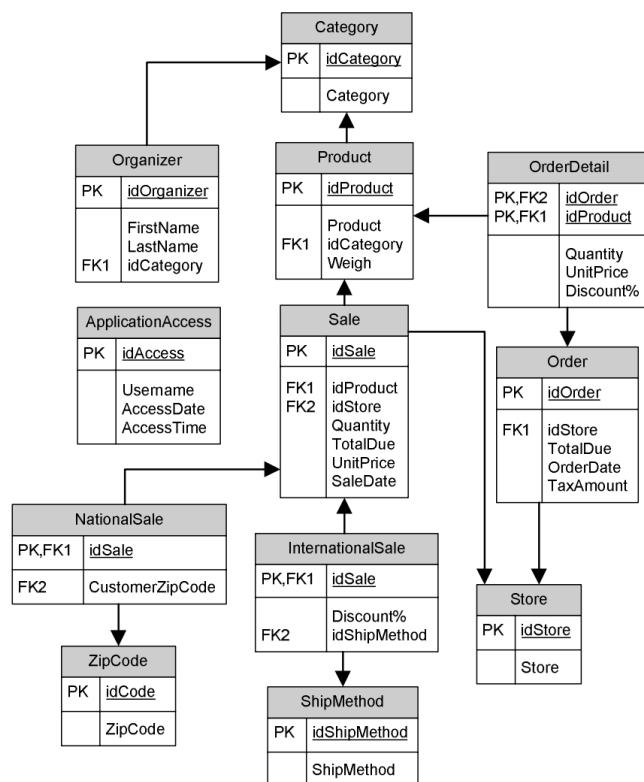 Category
PK idCategory
Category
Organizer
PK idOrganizer
FirstName
LastName
FK1 idCategory
Product
PK idProduct
Product
FK1 idCategory
Weigh
OrderDetail
PK,FK2 idOrder
PK,FK1 idProduct
Quantity
UnitPrice
Discount%
ApplicationAccess
PK idAccess
Username
AccessDate
AccessTime
Sale
PK idSale
FK1 idProduct
FK2 idStore
Quantity
TotalDue
UnitPrice
SaleDate
Order
PK idOrder
FK1 idStore
TotalDue
OrderDate
TaxAmount
NationalSale
PK,FK1 idSale
FK2 CustomerZipCode
InternationalSale
PK,FK1 idSale
Discount%
FK2 idShipMethod
Store
PK idStore
Store
ZipCode
PK idCode
ZipCode
ShipMethod
PK idShipMethod
ShipMethod